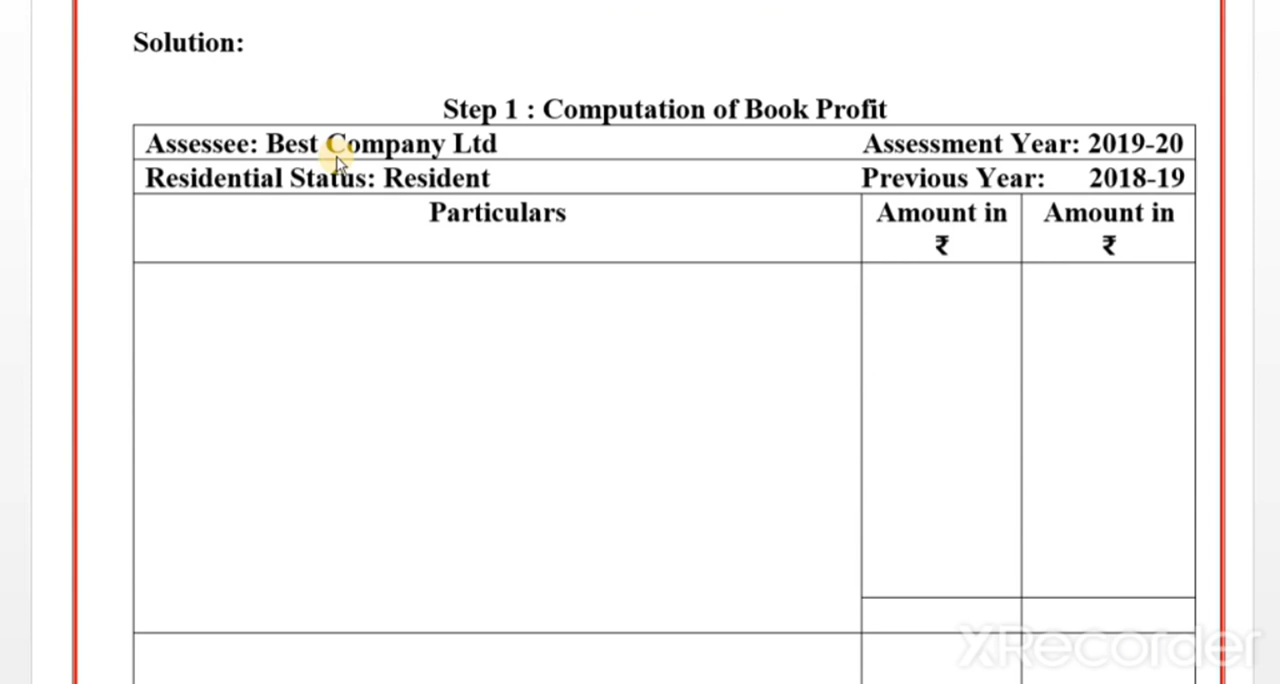 Solution:
Step 1 : Computation of Book Profit
Assessee: Best Company Ltd Assessment Year: 2019-20
Residential Status: Resident Previous Year: 2018-19
Particulars Amount in ₹ Amount in ₹
XRecorder